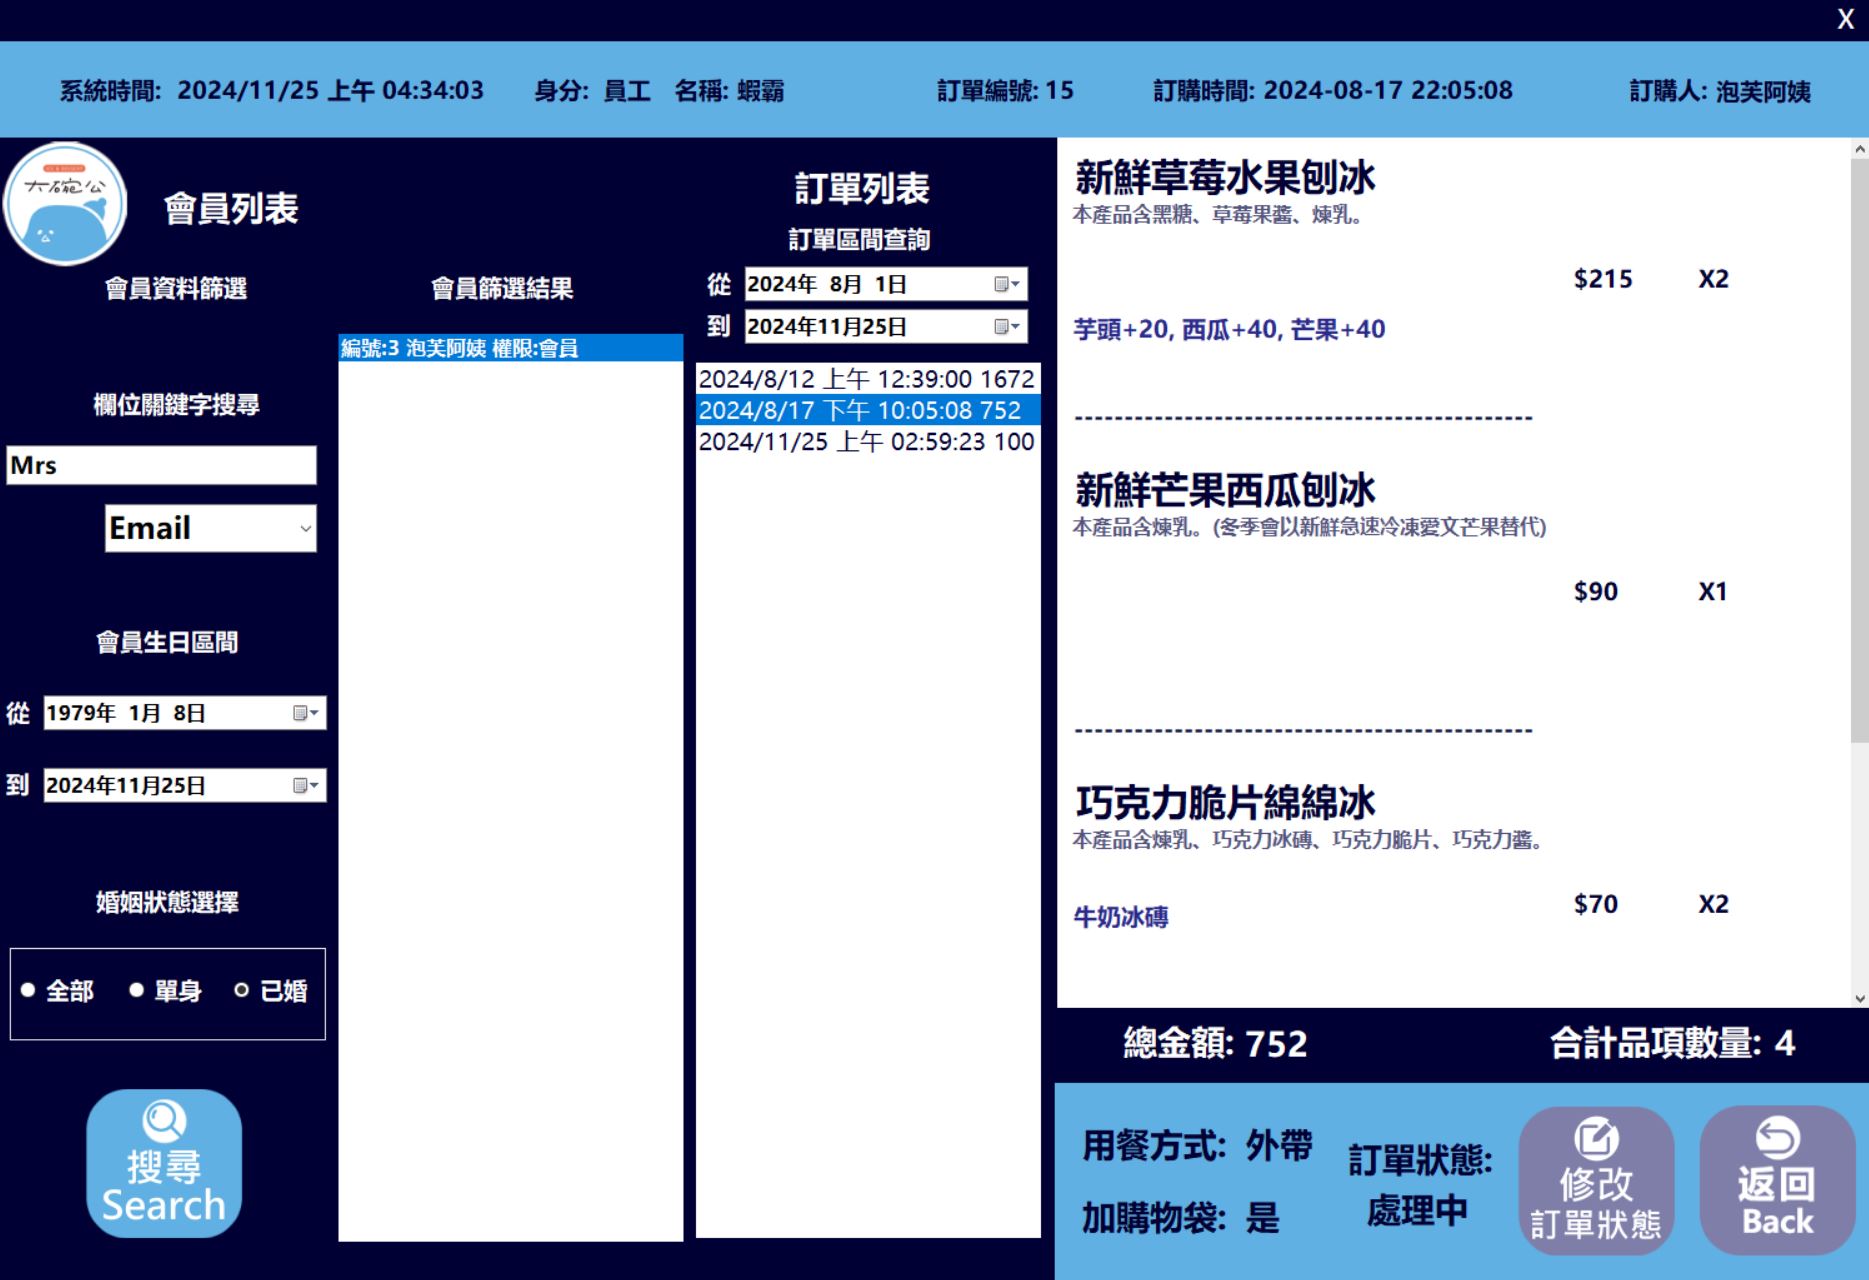 X
系統時間: 2024/11/25 上午 04:34:03 身分: 員工 名稱: 蝦霸 訂單編號: 15 訂購時間: 2024-08-17 22:05:08 訂購人: 泡芙阿姨
大碗公
會員列表
會員資料篩選
欄位關鍵字搜尋
Mrs
Email
會員生日區間
從 1979年 1月 8日
到 2024年11月25日
婚姻狀態選擇
全部 單身 已婚
搜尋
Search
會員篩選結果
編號:3 泡芙阿姨 權限:會員
訂單列表
訂單區間查詢
從 2024年 8月 1日
到 2024年11月25日
2024/8/12 上午 12:39:00 1672
2024/8/17 下午 10:05:08 752
2024/11/25 上午 02:59:23 100
新鮮草莓水果刨冰
本產品含黑糖、草莓果醬、煉乳。
$215 X2
芋頭+20, 西瓜+40, 芒果+40
----------------------------------------------
新鮮芒果西瓜刨冰
本產品含煉乳。(冬季會以新鮮急速冷凍愛文芒果替代)
$90 X1
----------------------------------------------
巧克力脆片綿綿冰
本產品含煉乳、巧克力冰磚、巧克力脆片、巧克力醬。
$70 X2
牛奶冰磚
總金額: 752 合計品項數量: 4
用餐方式: 外帶
加購物袋: 是
訂單狀態:
處理中
修改
訂單狀態
返回
Back